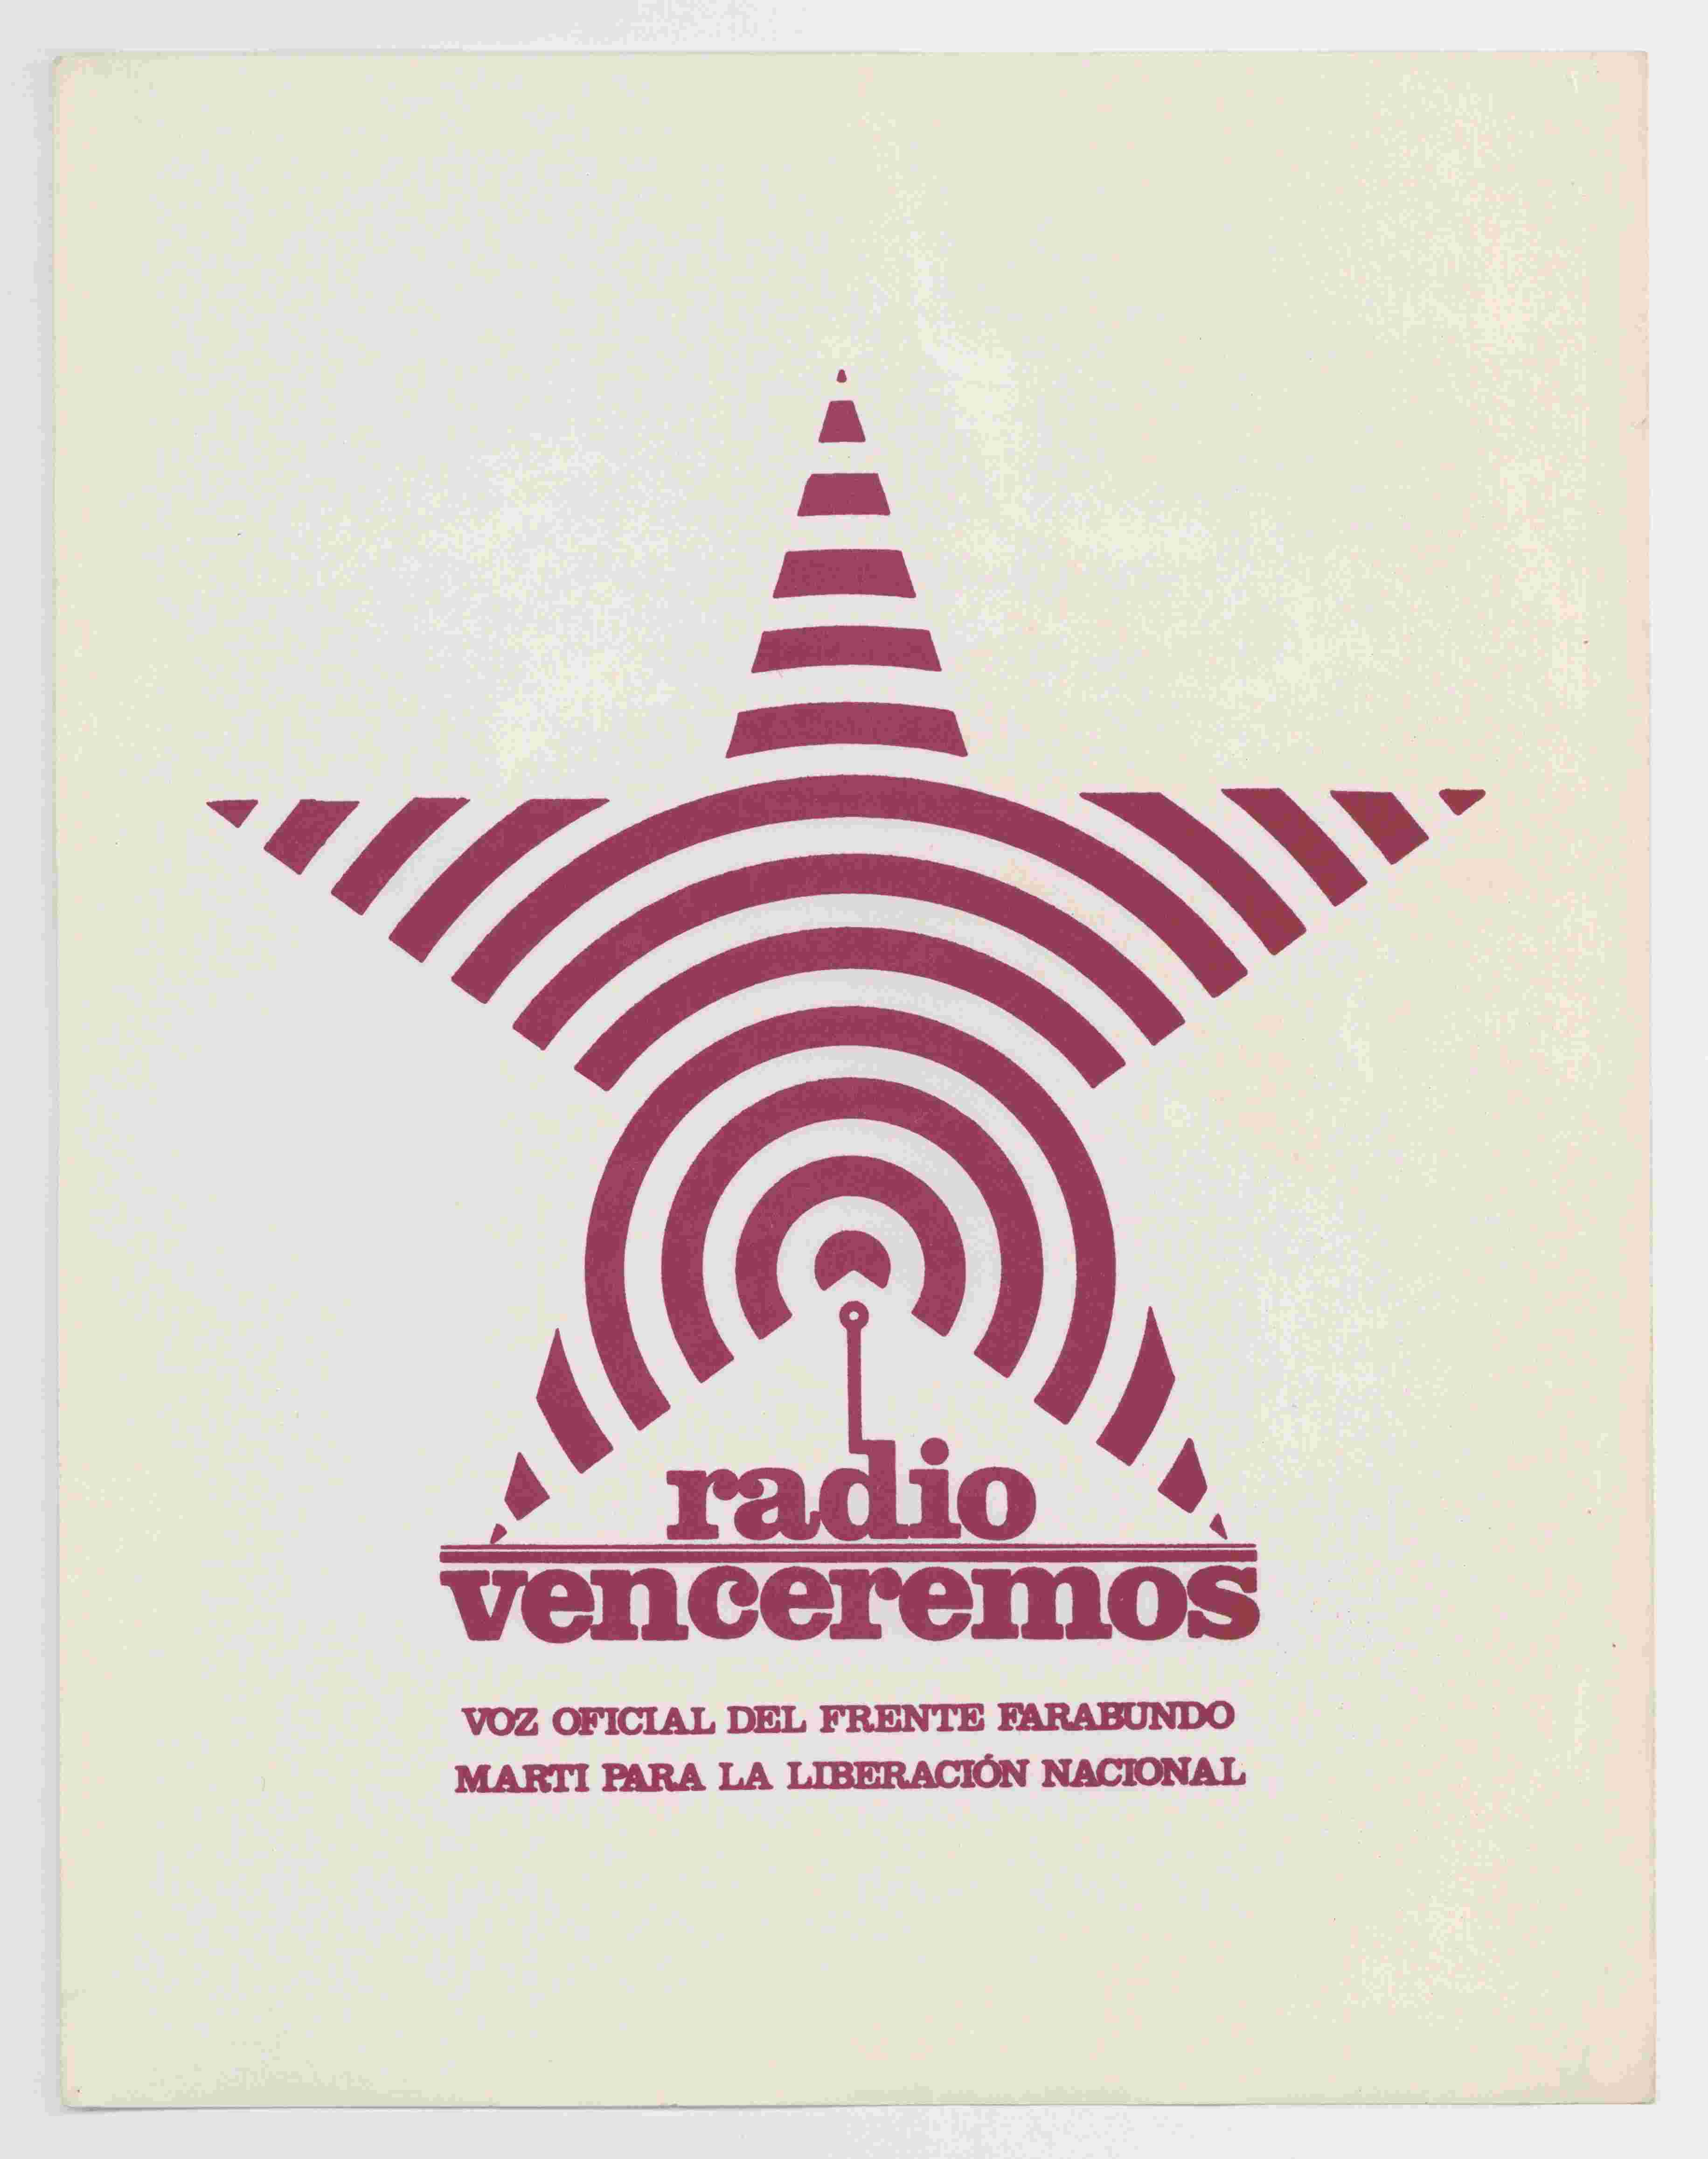 radio
venceremos
VOZ OFICIAL DEL FRENTE FARABUNDO
MARTI PARA LA LIBERACIÓN NACIONAL